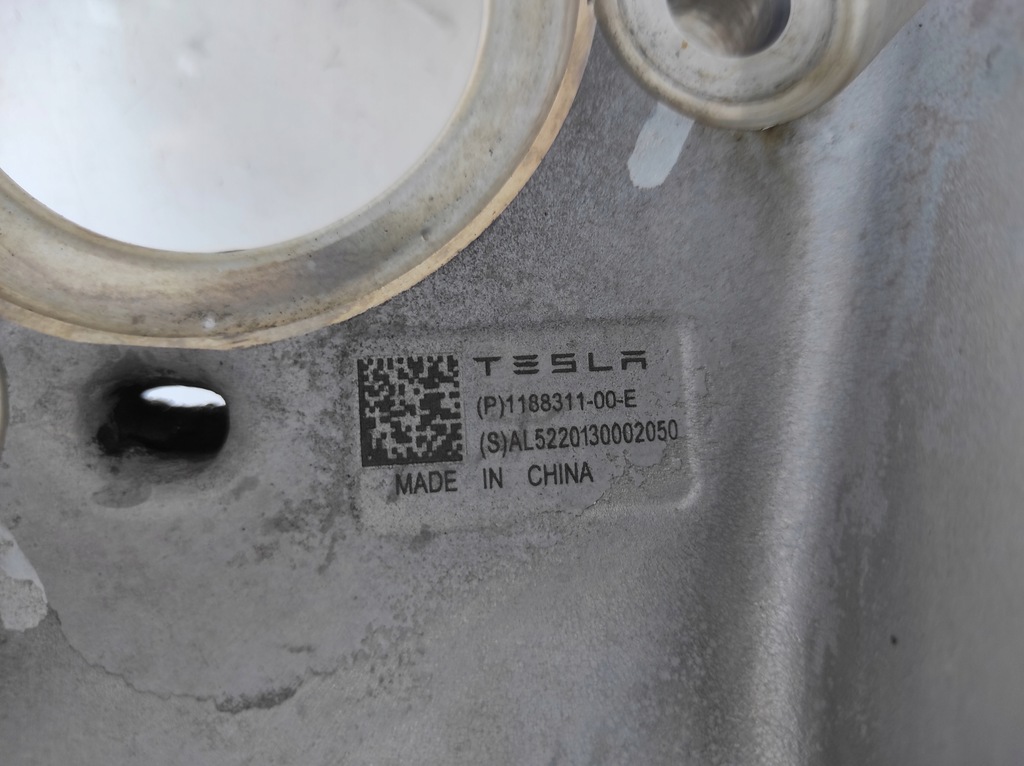 TESLA
(P)1188311-00-E
(S)AL5220130002050
MADE IN CHINA